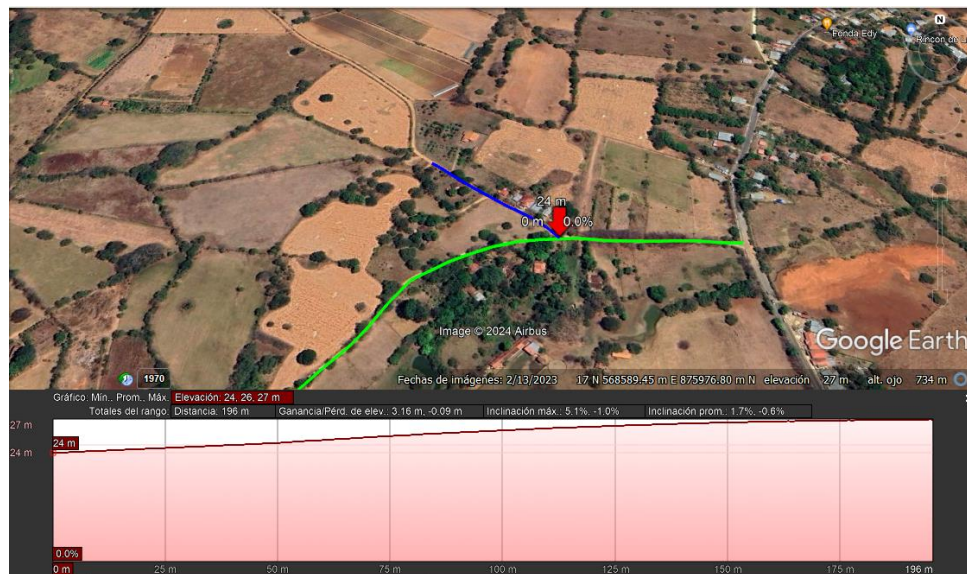 N
Fonda Edy
Rincón de
24 m
0 m 0.0%
Image © 2024 Airbus
Google Earth
1970
Fechas de imágenes: 2/13/2023 17 N 568589.45 m E 875976.80 m N elevación 27 m alt. ojo 734 m
Gráfico: Mín., Prom., Máx. Elevación: 24, 26, 27 m
Totales del rango: Distancia: 196 m Ganancia/Pérd. de elev.: 3.16 m, -0.09 m Inclinación máx.: 5.1%, -1.0% Inclinación prom.: 1.7%, -0.6%
27 m
24 m
24 m
0.0%
0 m 25 m 50 m 75 m 100 m 125 m 150 m 175 m 196 m